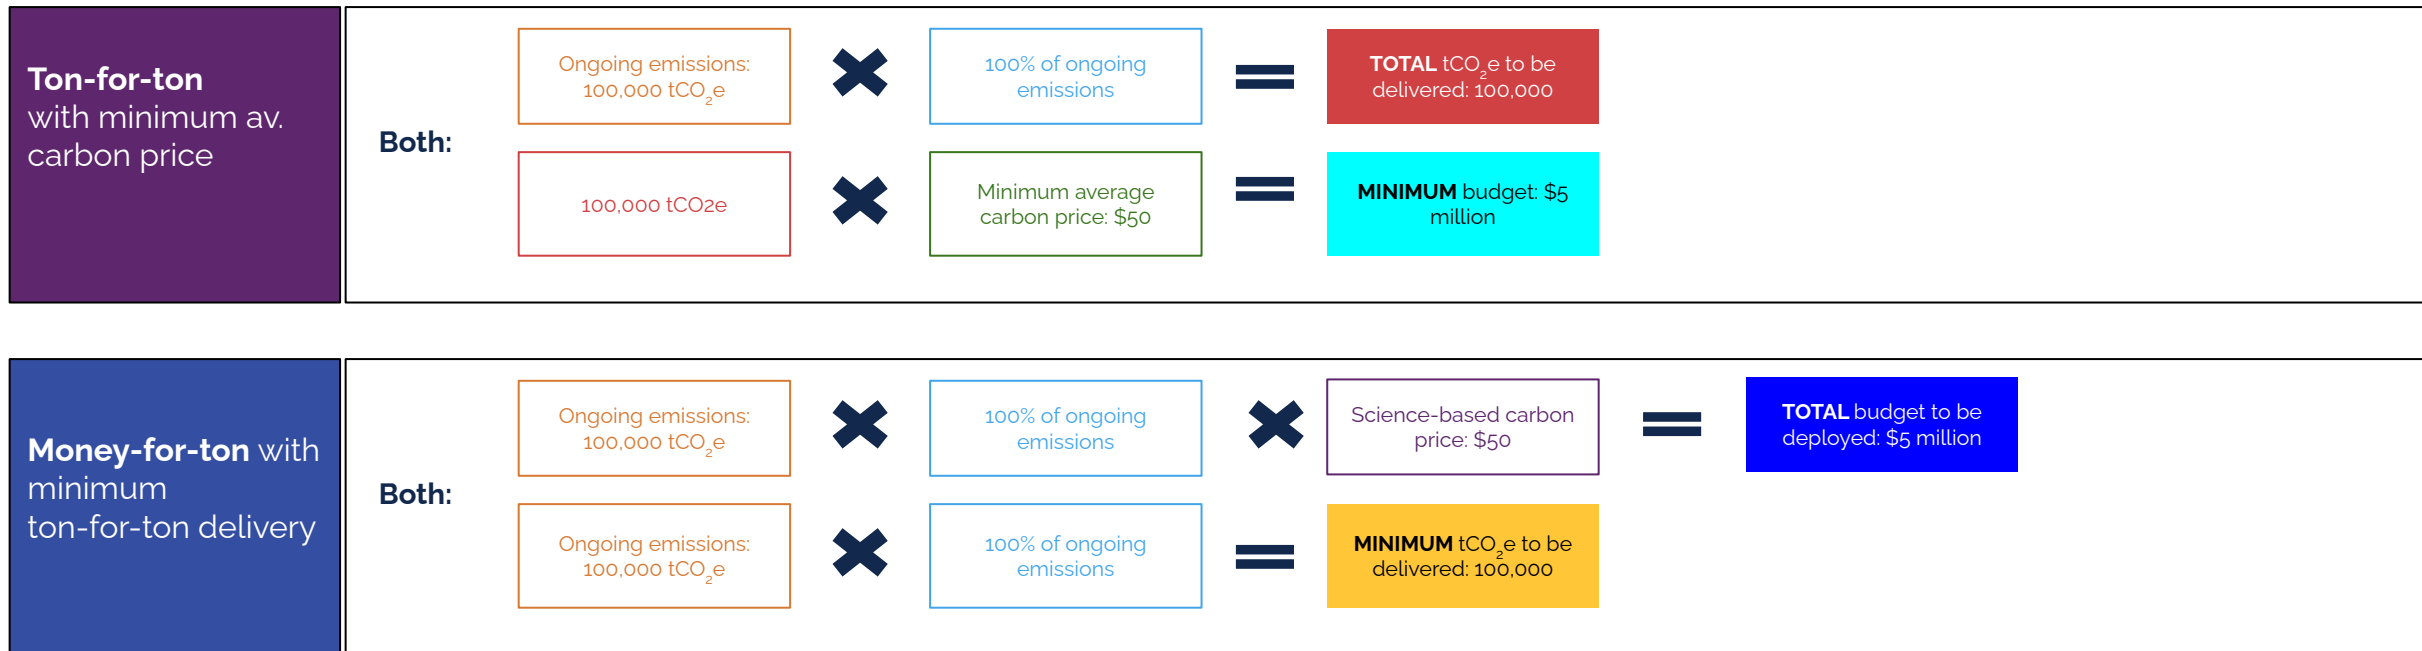 Ton-for-ton
with minimum av.
carbon price
Both:
Ongoing emissions:
100,000 tCO₂e
100% of ongoing
emissions
TOTAL tCO₂e to be
delivered: 100,000
100,000 tCO2e
Minimum average
carbon price: $50
MINIMUM budget: $5
million
Money-for-ton with
minimum
ton-for-ton delivery
Both:
Ongoing emissions:
100,000 tCO₂e
100% of ongoing
emissions
Science-based carbon
price: $50
TOTAL budget to be
deployed: $5 million
Ongoing emissions:
100,000 tCO₂e
100% of ongoing
emissions
MINIMUM tCO₂e to be
delivered: 100,000